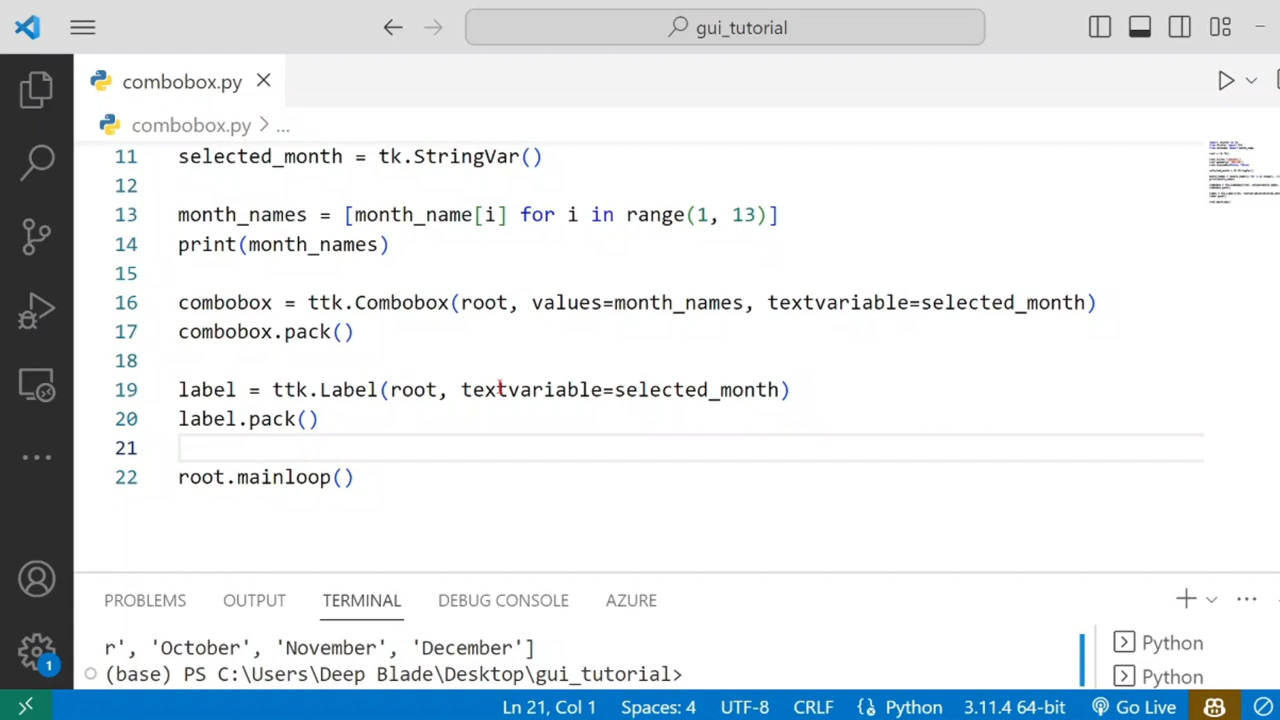 gui_tutorial
combobox.py
combobox.py > ...
11 selected_month = tk.StringVar()
12
13 month_names = [month_name[i] for i in range(1, 13)]
14 print(month_names)
15
16 combobox = ttk.Combobox(root, values=month_names, textvariable=selected_month)
17 combobox.pack()
18
19 label = ttk.Label(root, textvariable=selected_month)
20 label.pack()
21
22 root.mainloop()
PROBLEMS OUTPUT TERMINAL DEBUG CONSOLE AZURE
r', 'October', 'November', 'December']
(base) PS C:\Users\Deep Blade\Desktop\gui_tutorial>
Python
Python
1
Ln 21, Col 1 Spaces: 4 UTF-8 CRLF Python 3.11.4 64-bit Go Live